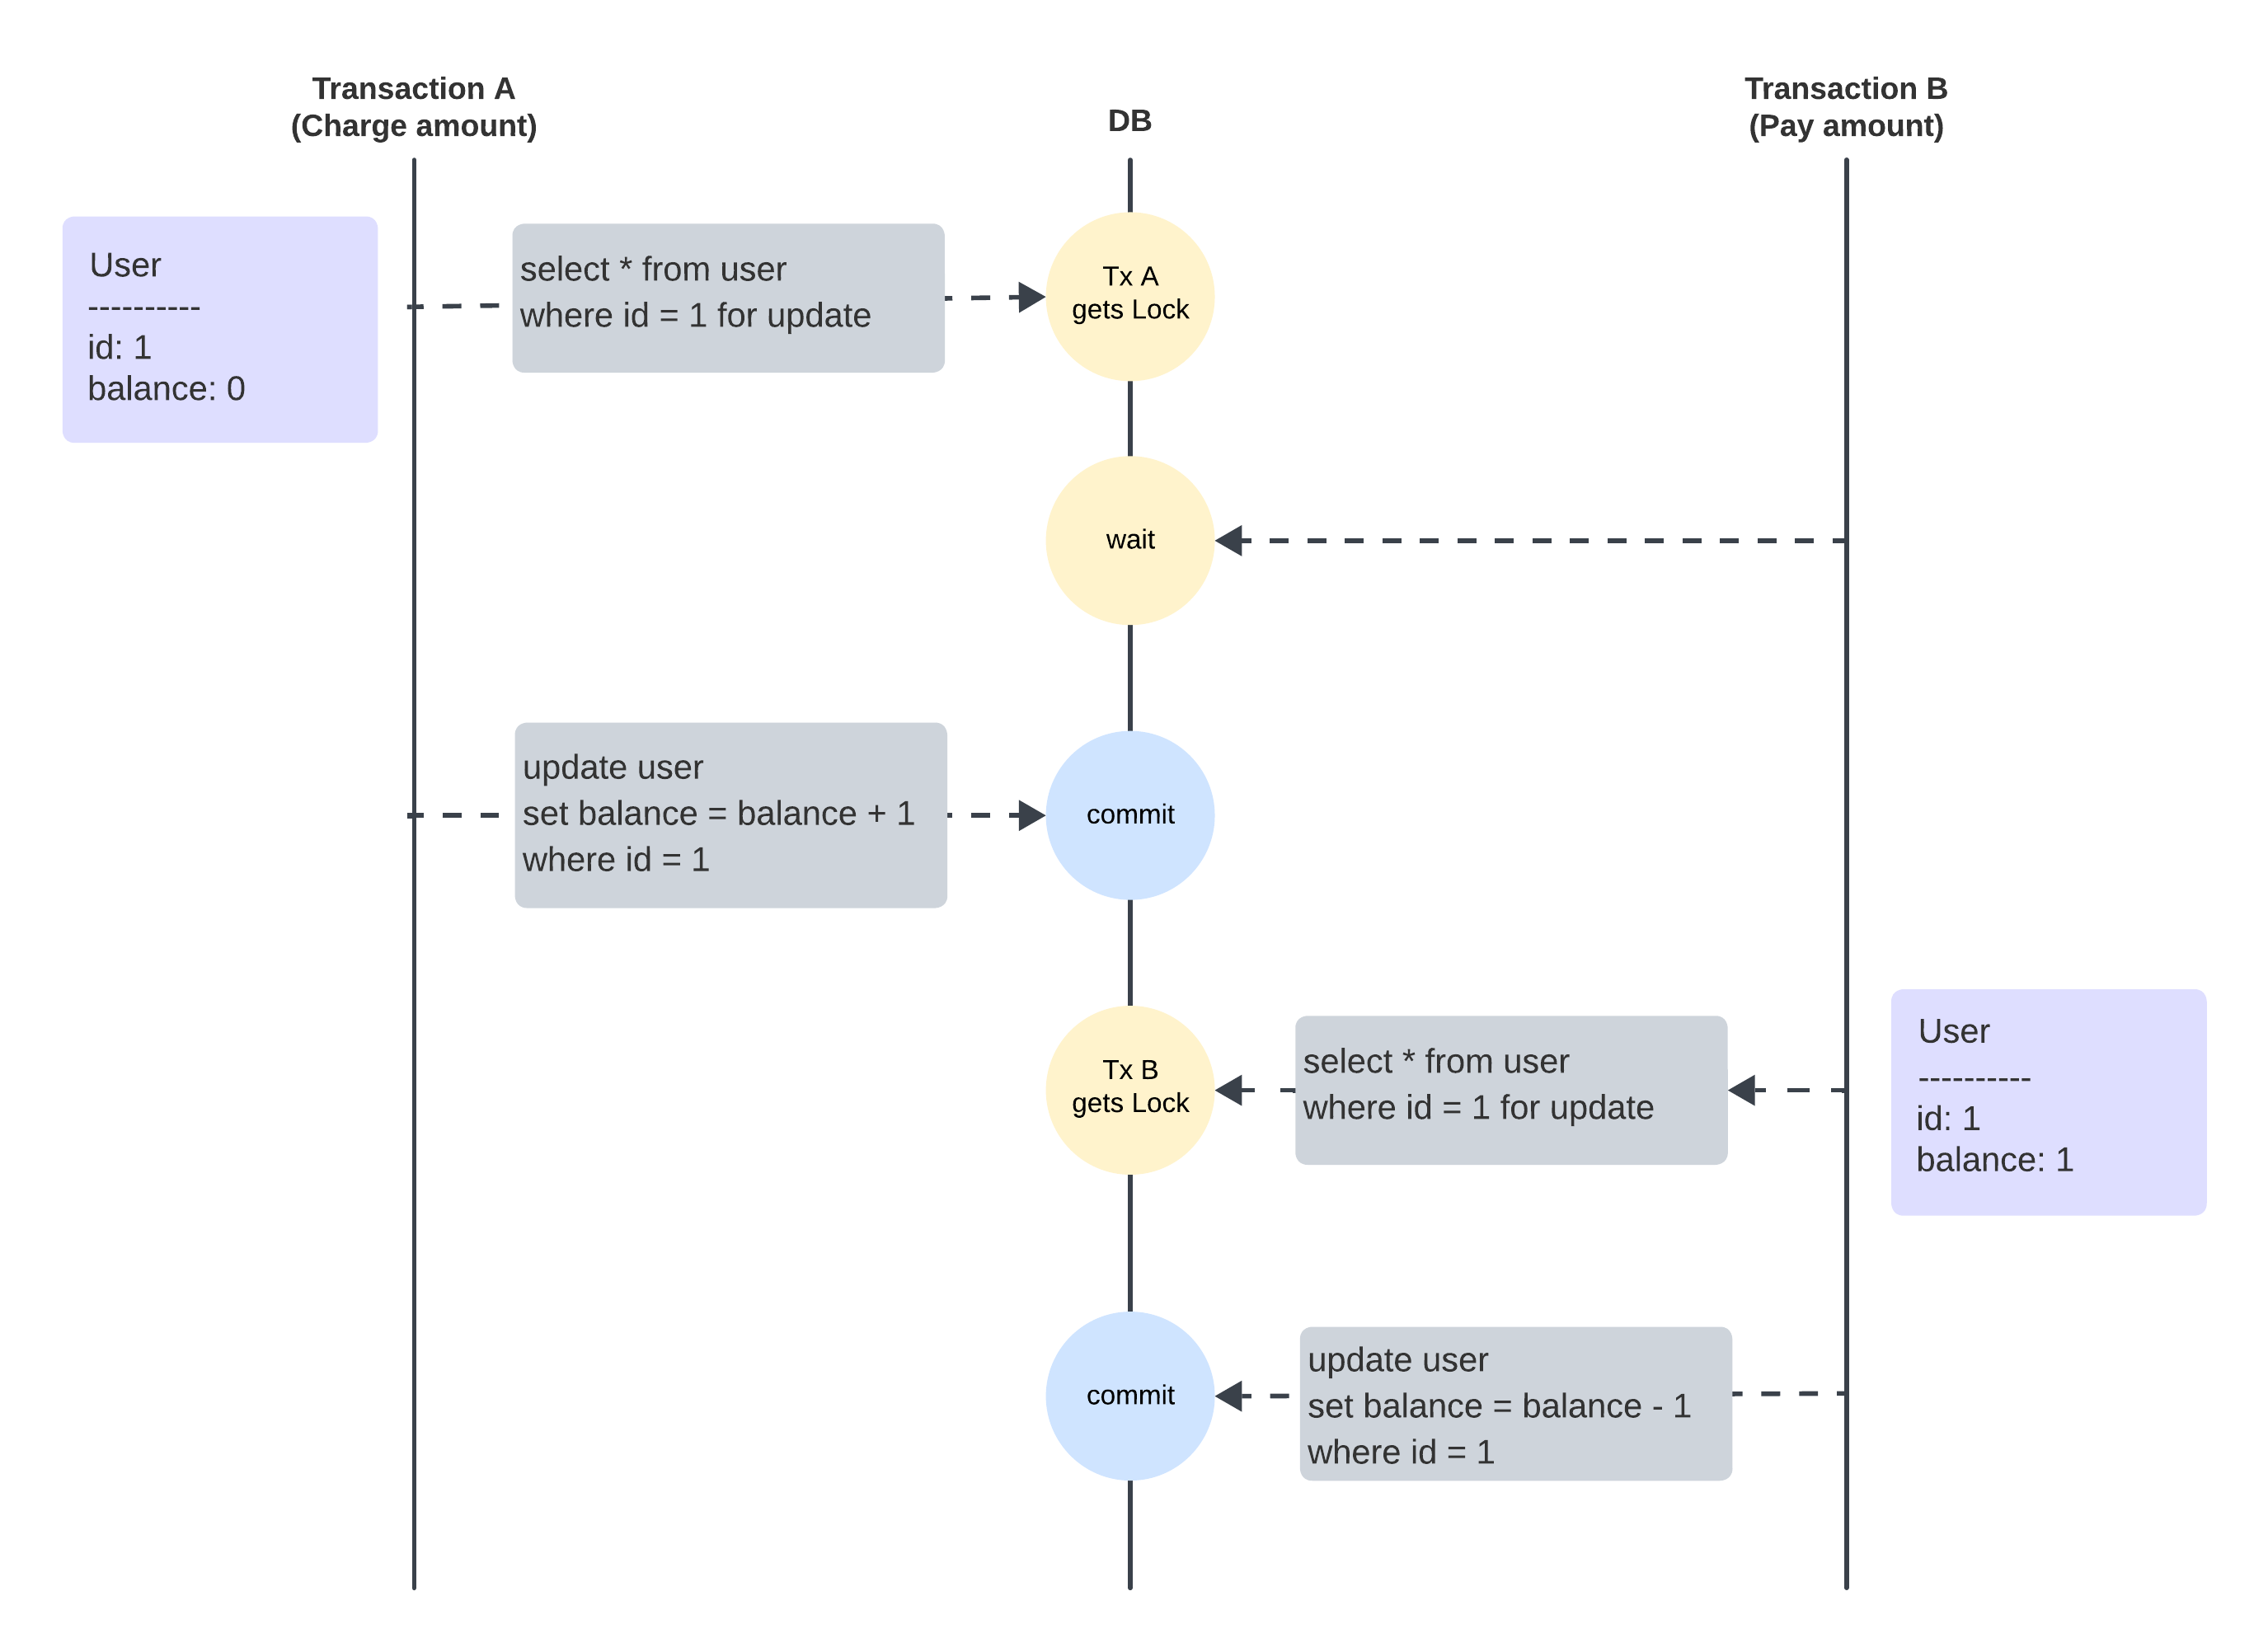 Transaction A
(Charge amount)
DB
Transaction B
(Pay amount)
User
----------
id: 1
balance: 0
select * from user
where id = 1 for update
Tx A
gets Lock
wait
update user
set balance = balance + 1
where id = 1
commit
Tx B
gets Lock
select * from user
where id = 1 for update
User
----------
id: 1
balance: 1
commit
update user
set balance = balance - 1
where id = 1